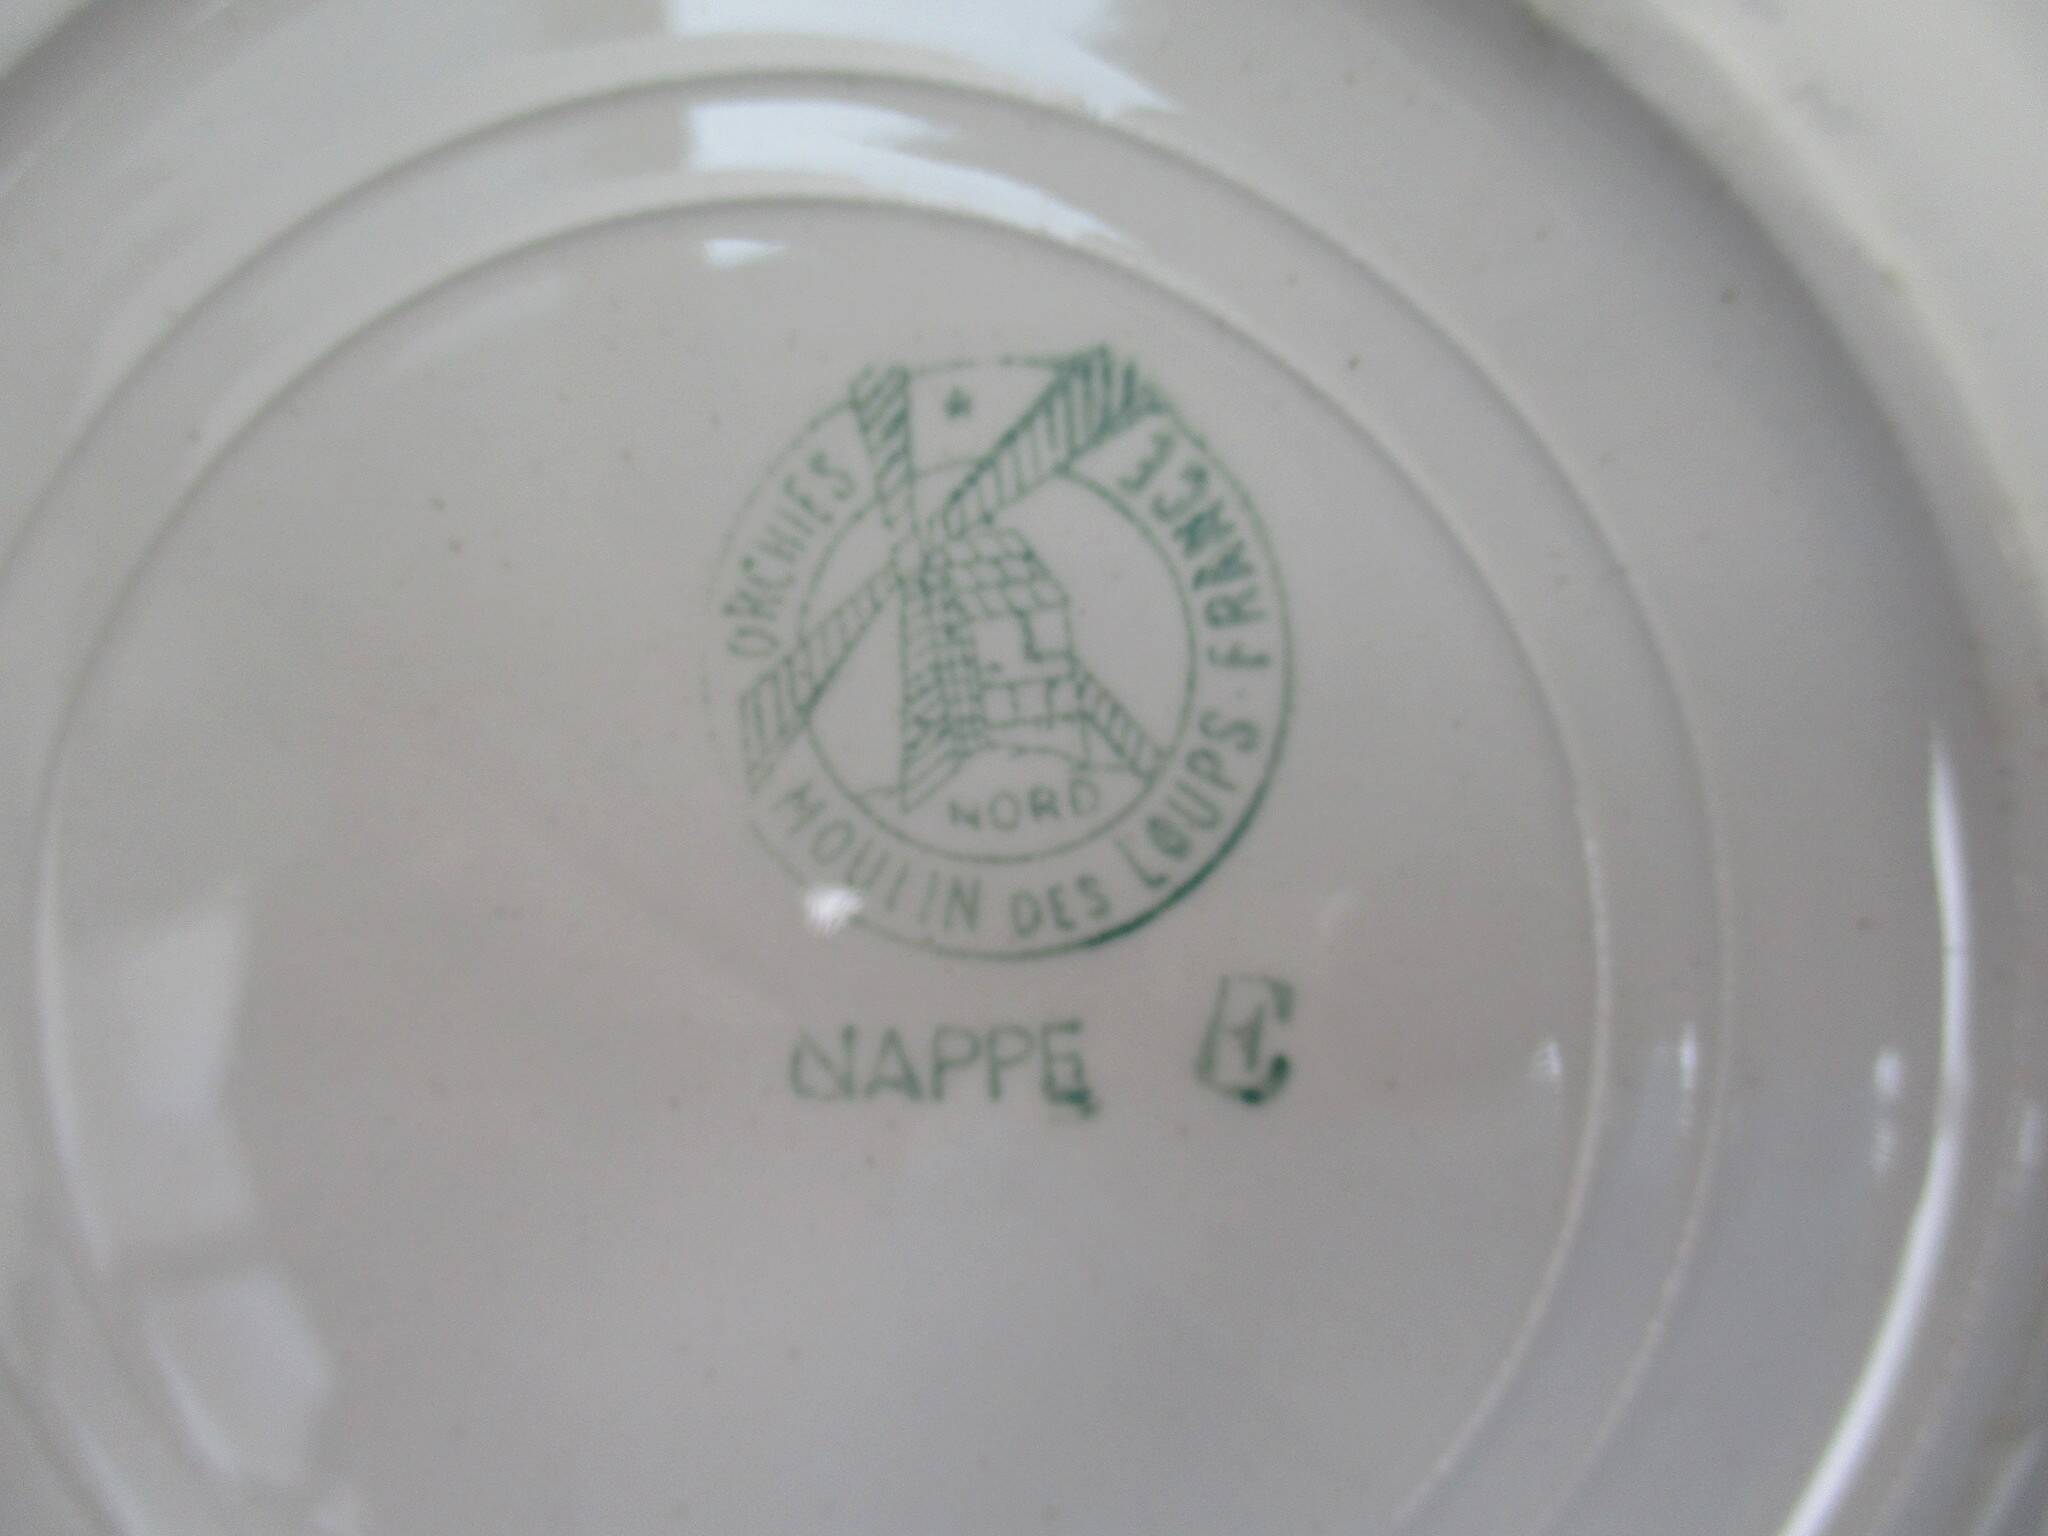 ORCHIES
MOULIN DES LOUPS · FRANCE
NORD
NAPPE